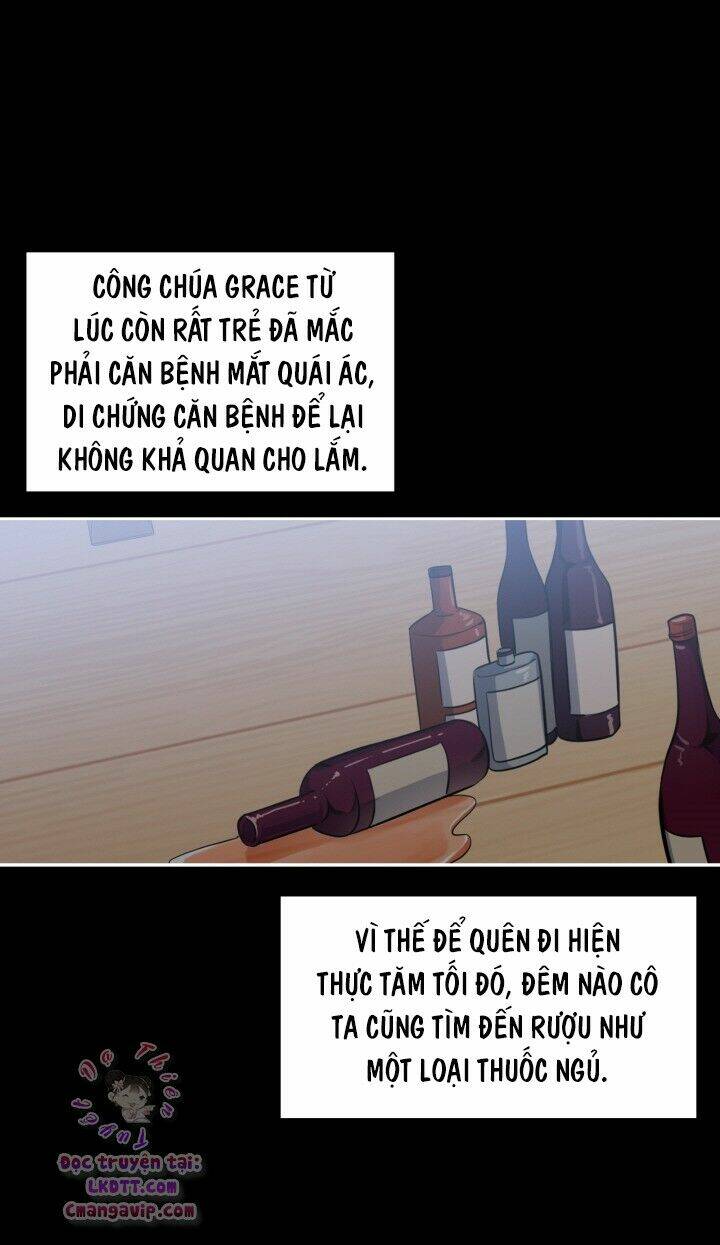 CÔNG CHÚA GRACE TỪ
LÚC CÒN RẤT TRẺ ĐÃ MẮC
PHẢI CĂN BỆNH MẮT QUÁI ÁC,
DI CHỨNG CĂN BỆNH ĐỂ LẠI
KHÔNG KHẢ QUAN CHO LẮM.
VÌ THẾ ĐỂ QUÊN ĐI HIỆN
THỰC TĂM TỐI ĐÓ, ĐÊM NÀO CÔ
TA CŨNG TÌM ĐẾN RƯỢU NHƯ
MỘT LOẠI THUỐC NGỦ.
Tuyết Dạ Thiên
Đọc truyện tại:
LKDTT.com
Cmangavip.com